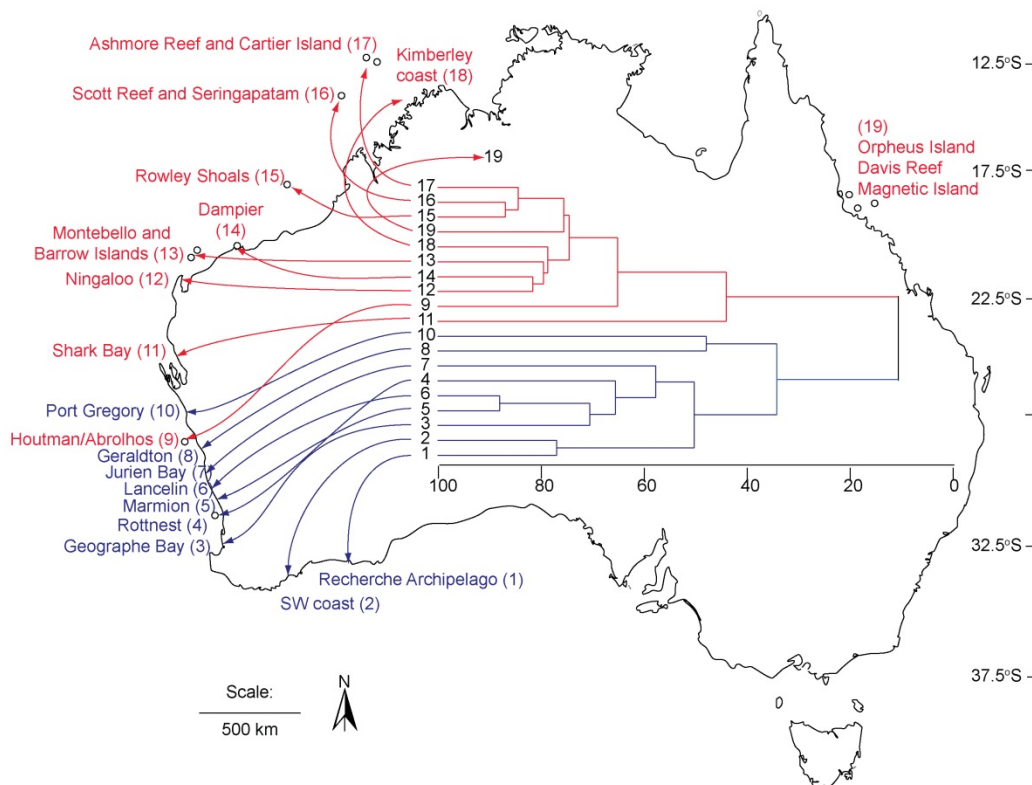 Ashmore Reef and Cartier Island (17)
Kimberley
coast (18)
12.5°S
Scott Reef and Seringapatam (16)
(19)
Orpheus Island
Davis Reef
Magnetic Island
19
17.5°S
Rowley Shoals (15)
Dampier
(14)
Montebello and
Barrow Islands (13)
Ningaloo (12)
17
16
15
19
18
13
14
12
9
11
10
8
7
4
6
5
3
2
1
22.5°S
Shark Bay (11)
Port Gregory (10)
Houtman/Abrolhos (9)
Geraldton (8)
Jurien Bay (7)
Lancelin (6)
Marmion (5)
Rottnest (4)
Geographe Bay (3)
100 80 60 40 20 0
32.5°S
Recherche Archipelago (1)
SW coast (2)
37.5°S
Scale:
500 km
N